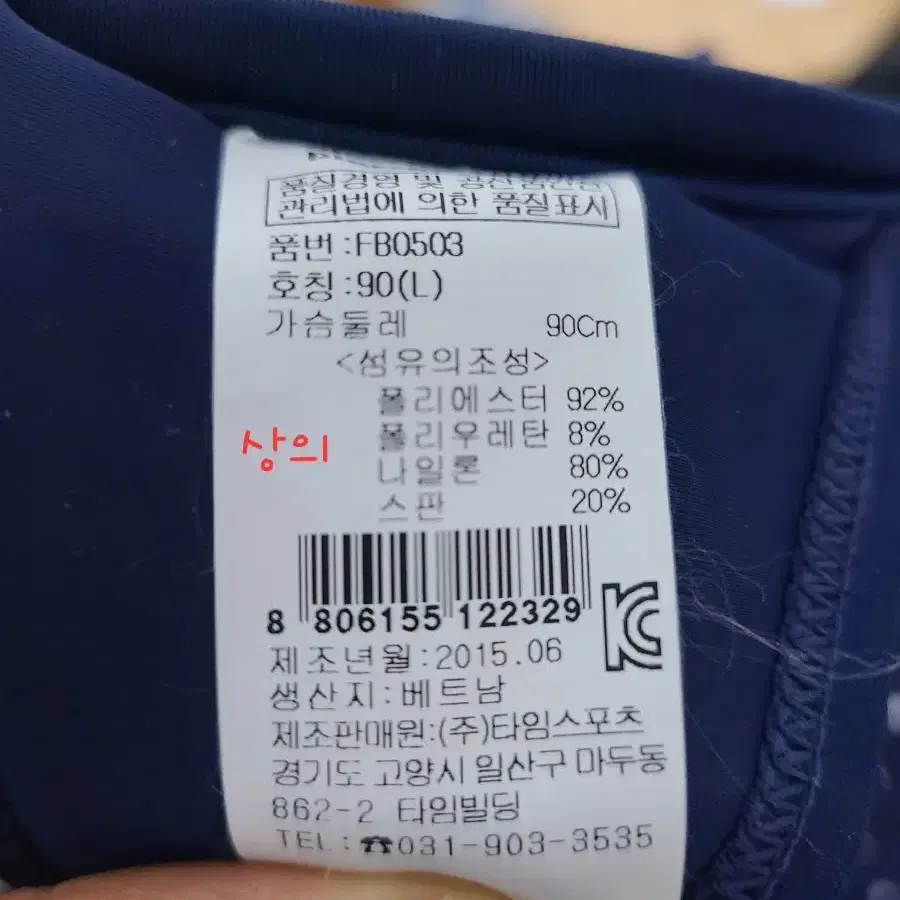 품질경영 및 공산품안전
관리법에 의한 품질표시
품번:FB0503
호칭:90(L)
가슴둘레 90Cm
<섬유의조성>
폴리에스터 92%
상의 폴리우레탄 8%
나일론 80%
스판 20%
8 806155 122329
제조년월:2015.06
생산지:베트남
제조판매원:(주)타임스포츠
경기도 고양시 일산구 마두동
862-2 타임빌딩
TEL:☎031-903-3535